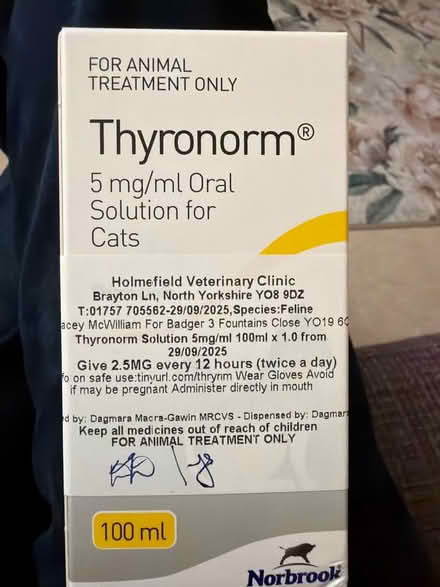 FOR ANIMAL
TREATMENT ONLY
Thyronorm®
5 mg/ml Oral
Solution for
Cats
Holmefield Veterinary Clinic
Brayton Ln, North Yorkshire YO8 9DZ
T:01757 705562-29/09/2025,Species:Feline
acey McWilliam For Badger 3 Fountains Close YO19 6
Thyronorm Solution 5mg/ml 100ml x 1.0 from
29/09/2025
Give 2.5MG every 12 hours (twice a day)
fo on safe use:tinyurl.com/thrynm Wear Gloves Avoid
if may be pregnant Administer directly in mouth
ed by: Dagmara Macra-Gawin MRCVS - Dispensed by: Dagmar
Keep all medicines out of reach of children
FOR ANIMAL TREATMENT ONLY
100 ml
Norbrook